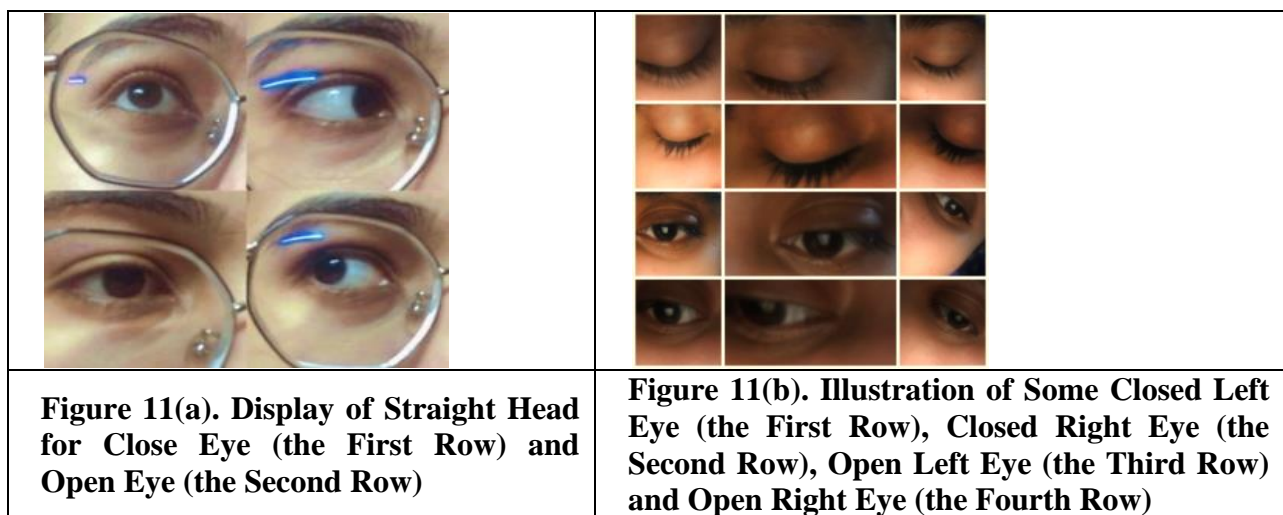 Figure 11(a). Display of Straight Head
for Close Eye (the First Row) and
Open Eye (the Second Row)
Figure 11(b). Illustration of Some Closed Left
Eye (the First Row), Closed Right Eye (the
Second Row), Open Left Eye (the Third Row)
and Open Right Eye (the Fourth Row)